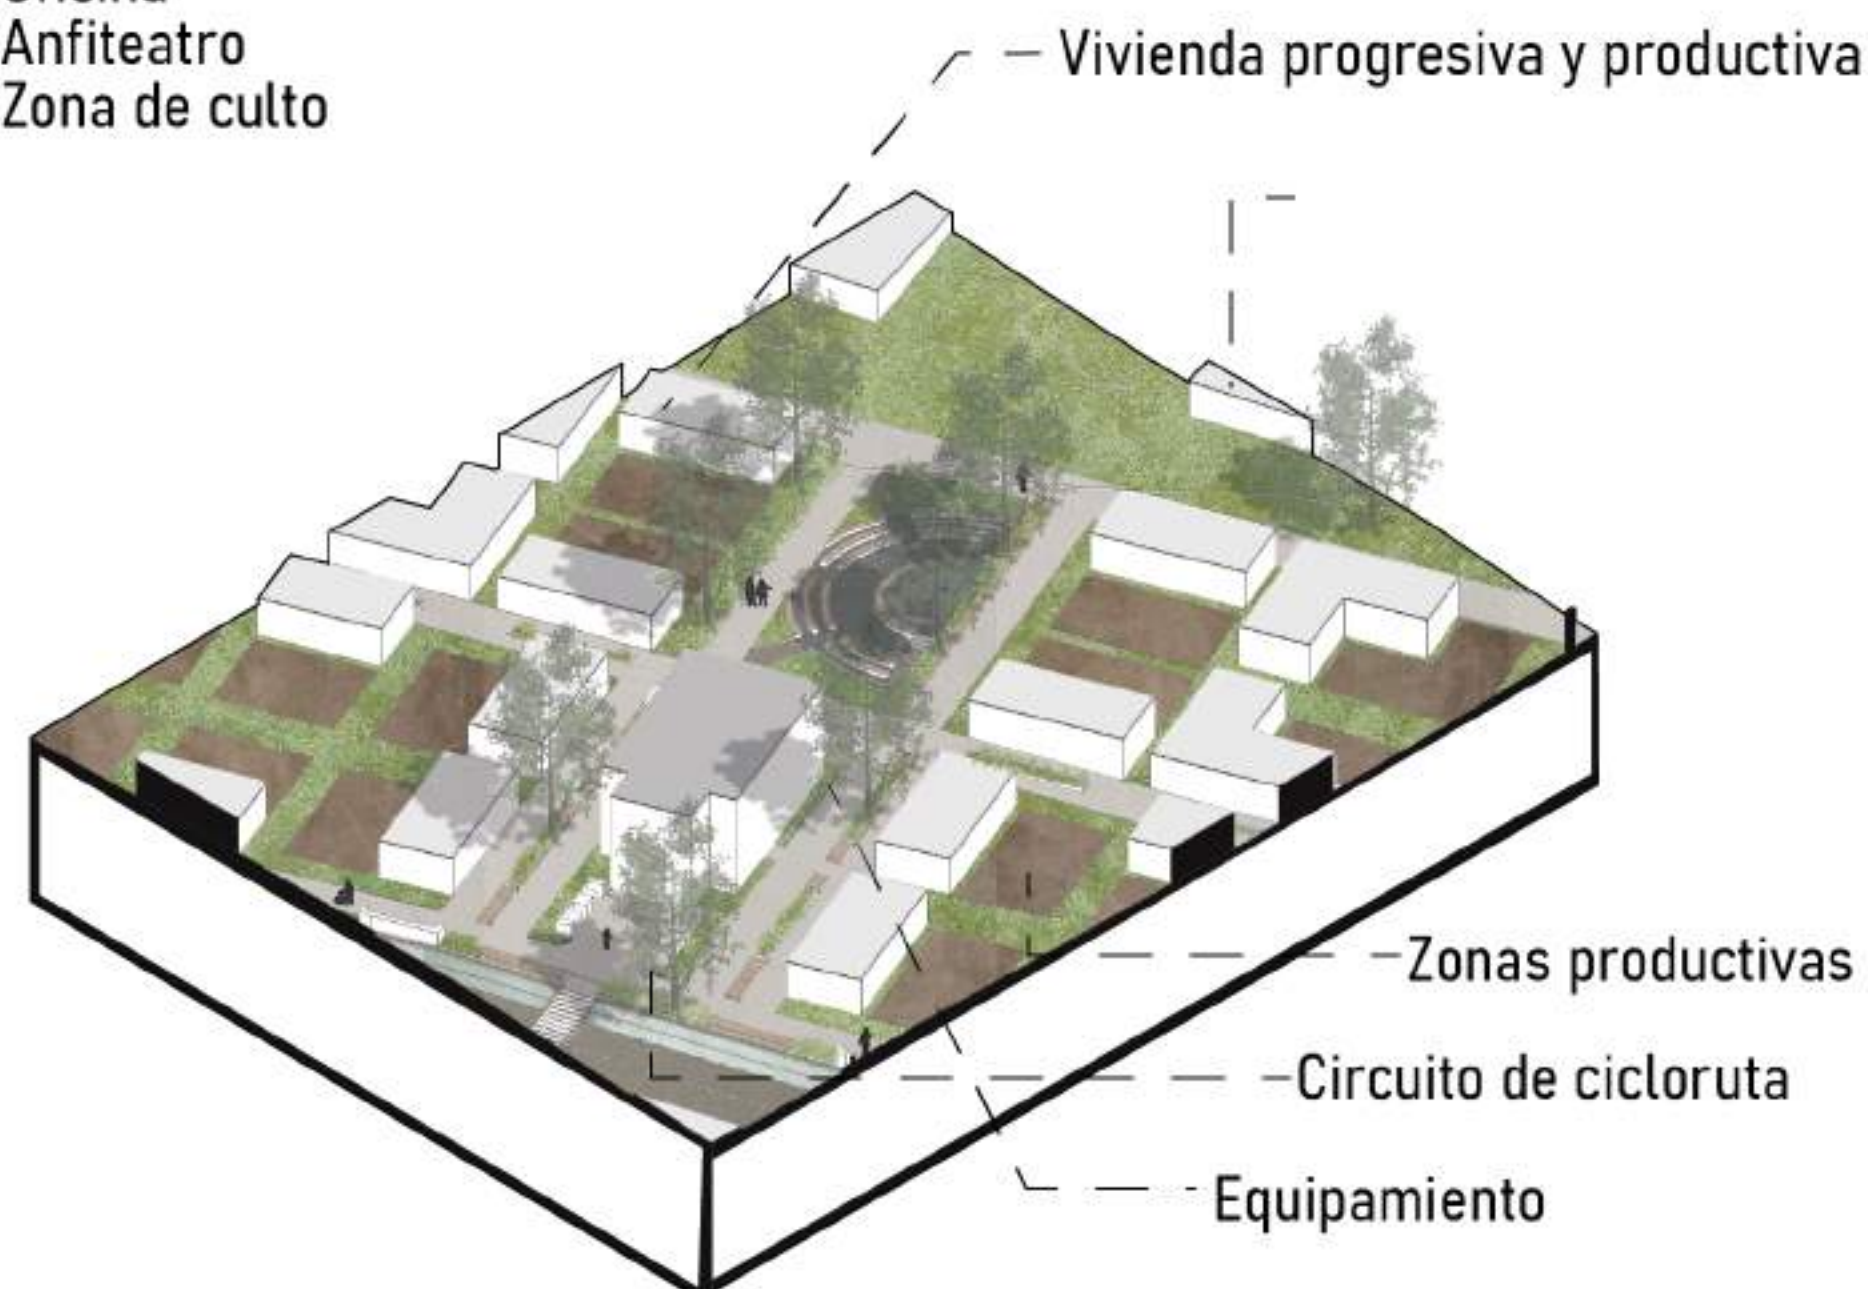 Anfiteatro
Zona de culto
Vivienda progresiva y productiva
Zonas productivas
Circuito de cicloruta
Equipamiento